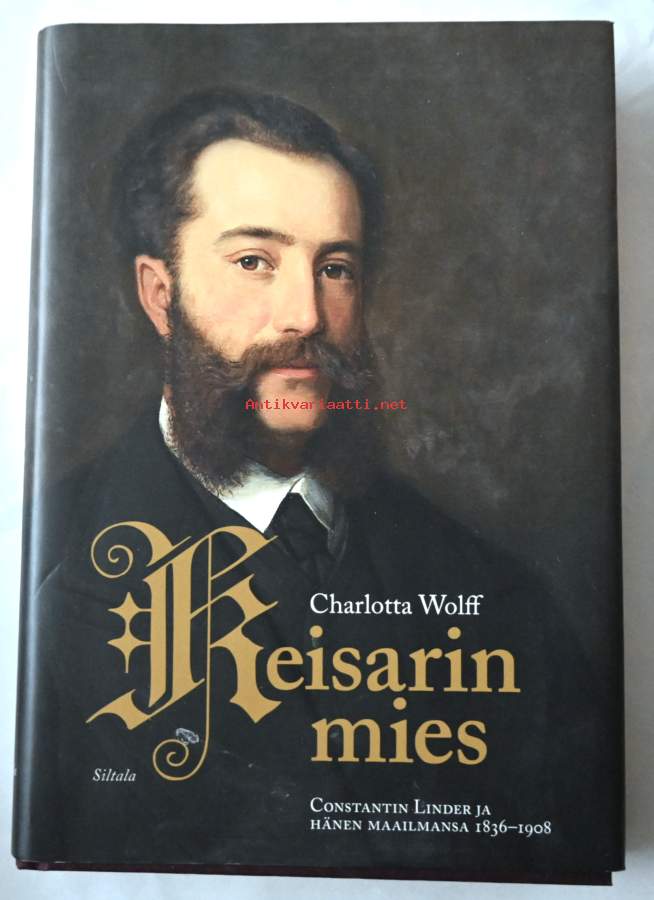 Antikvariaatti.net
Charlotta Wolff
Keisarin
mies
Siltala
Constantin Linder ja
hänen maailmansa 1836–1908